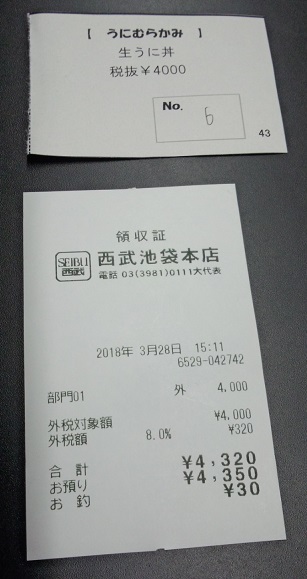 【 うにむらかみ 】
生うに丼
税抜¥4000
No. 6
43
領収証
SEIBU 西武 西武池袋本店
電話 03(3981)0111大代表
2018年 3月28日 15:11
6529-042742
部門01 外 4,000
外税対象額 ¥4,000
外税額 8.0% ¥320
合 計 ¥4,320
お預り ¥4,350
お 釣 ¥30